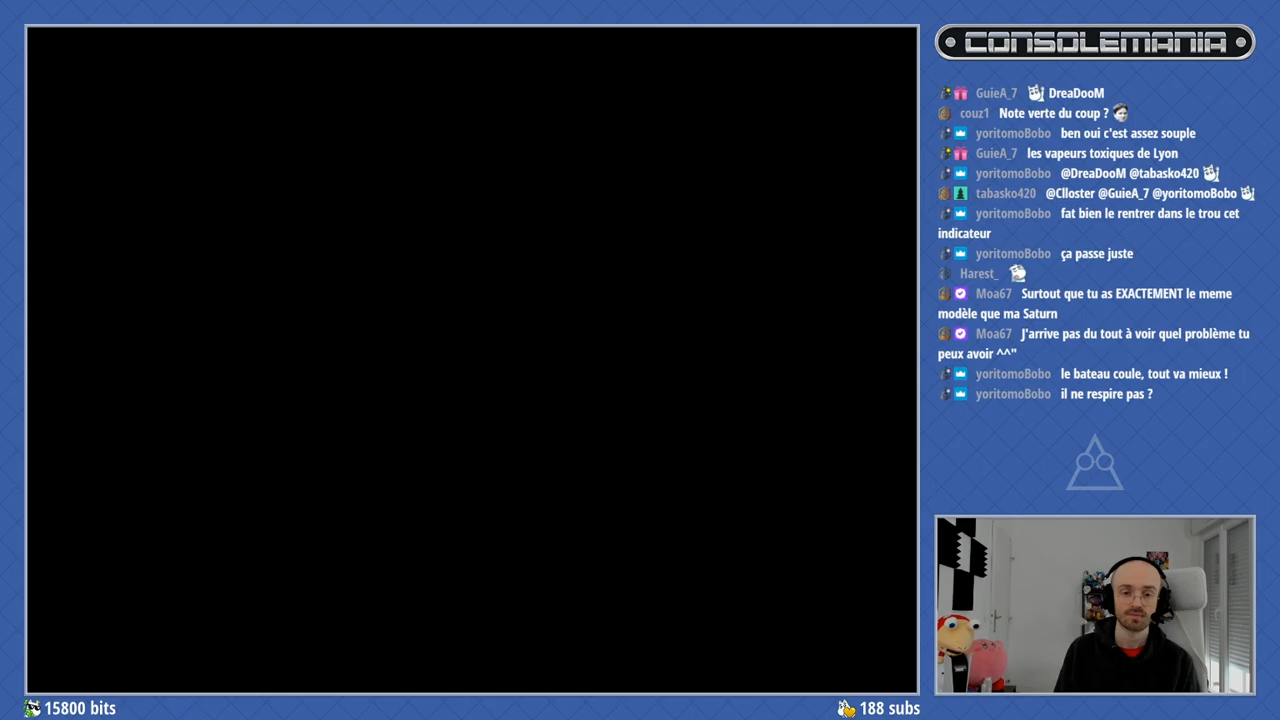 CONSOLEMANIA
GuieA_7 DreaDooM
couz1 Note verte du coup ?
yoritomoBobo ben oui c'est assez souple
GuieA_7 les vapeurs toxiques de Lyon
yoritomoBobo @DreaDooM @tabasko420
tabasko420 @Clloster @GuieA_7 @yoritomoBobo
yoritomoBobo fat bien le rentrer dans le trou cet
indicateur
yoritomoBobo ça passe juste
Harest_
Moa67 Surtout que tu as EXACTEMENT le meme
modèle que ma Saturn
Moa67 J'arrive pas du tout à voir quel problème tu
peux avoir ^^"
yoritomoBobo le bateau coule, tout va mieux !
yoritomoBobo il ne respire pas ?
15800 bits
188 subs